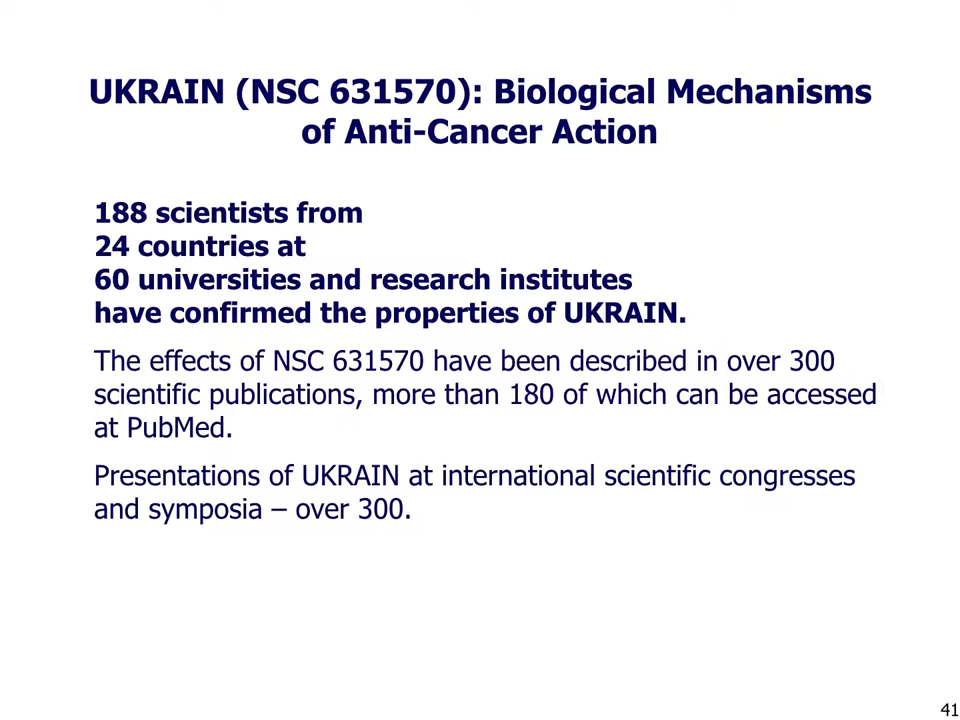 UKRAIN (NSC 631570): Biological Mechanisms
of Anti-Cancer Action
188 scientists from
24 countries at
60 universities and research institutes
have confirmed the properties of UKRAIN.
The effects of NSC 631570 have been described in over 300
scientific publications, more than 180 of which can be accessed
at PubMed.
Presentations of UKRAIN at international scientific congresses
and symposia – over 300.
41